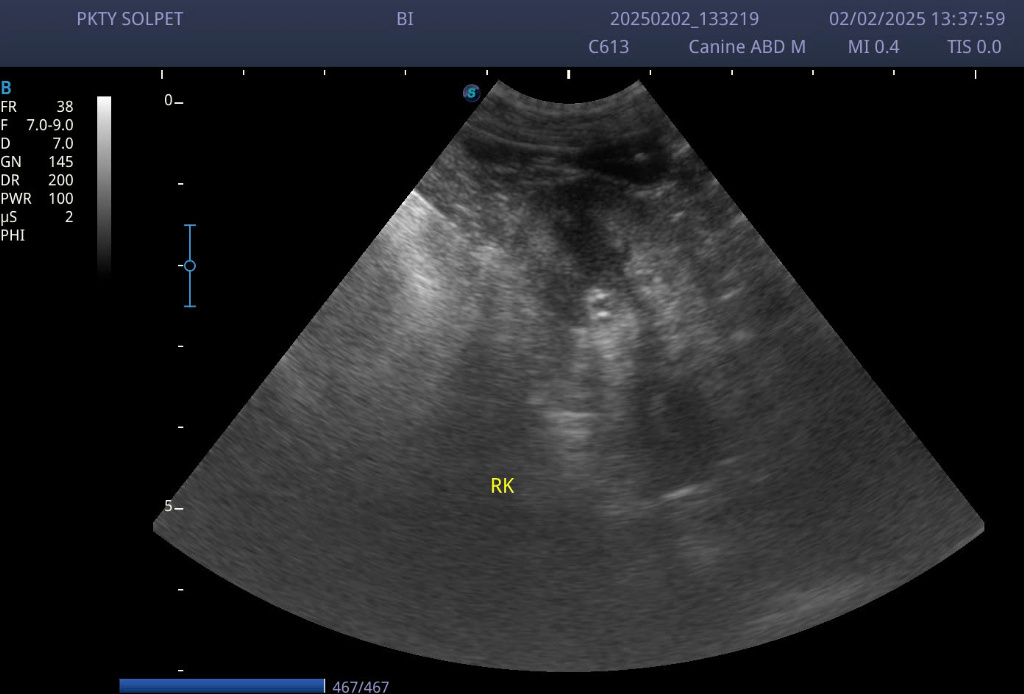 PKTY SOLPET BI 20250202_133219 02/02/2025 13:37:59
C613 Canine ABD M MI 0.4 TIS 0.0
B
FR 38
F 7.0-9.0
D 7.0
GN 145
DR 200
PWR 100
µS 2
PHI
0
S
5
RK
467/467